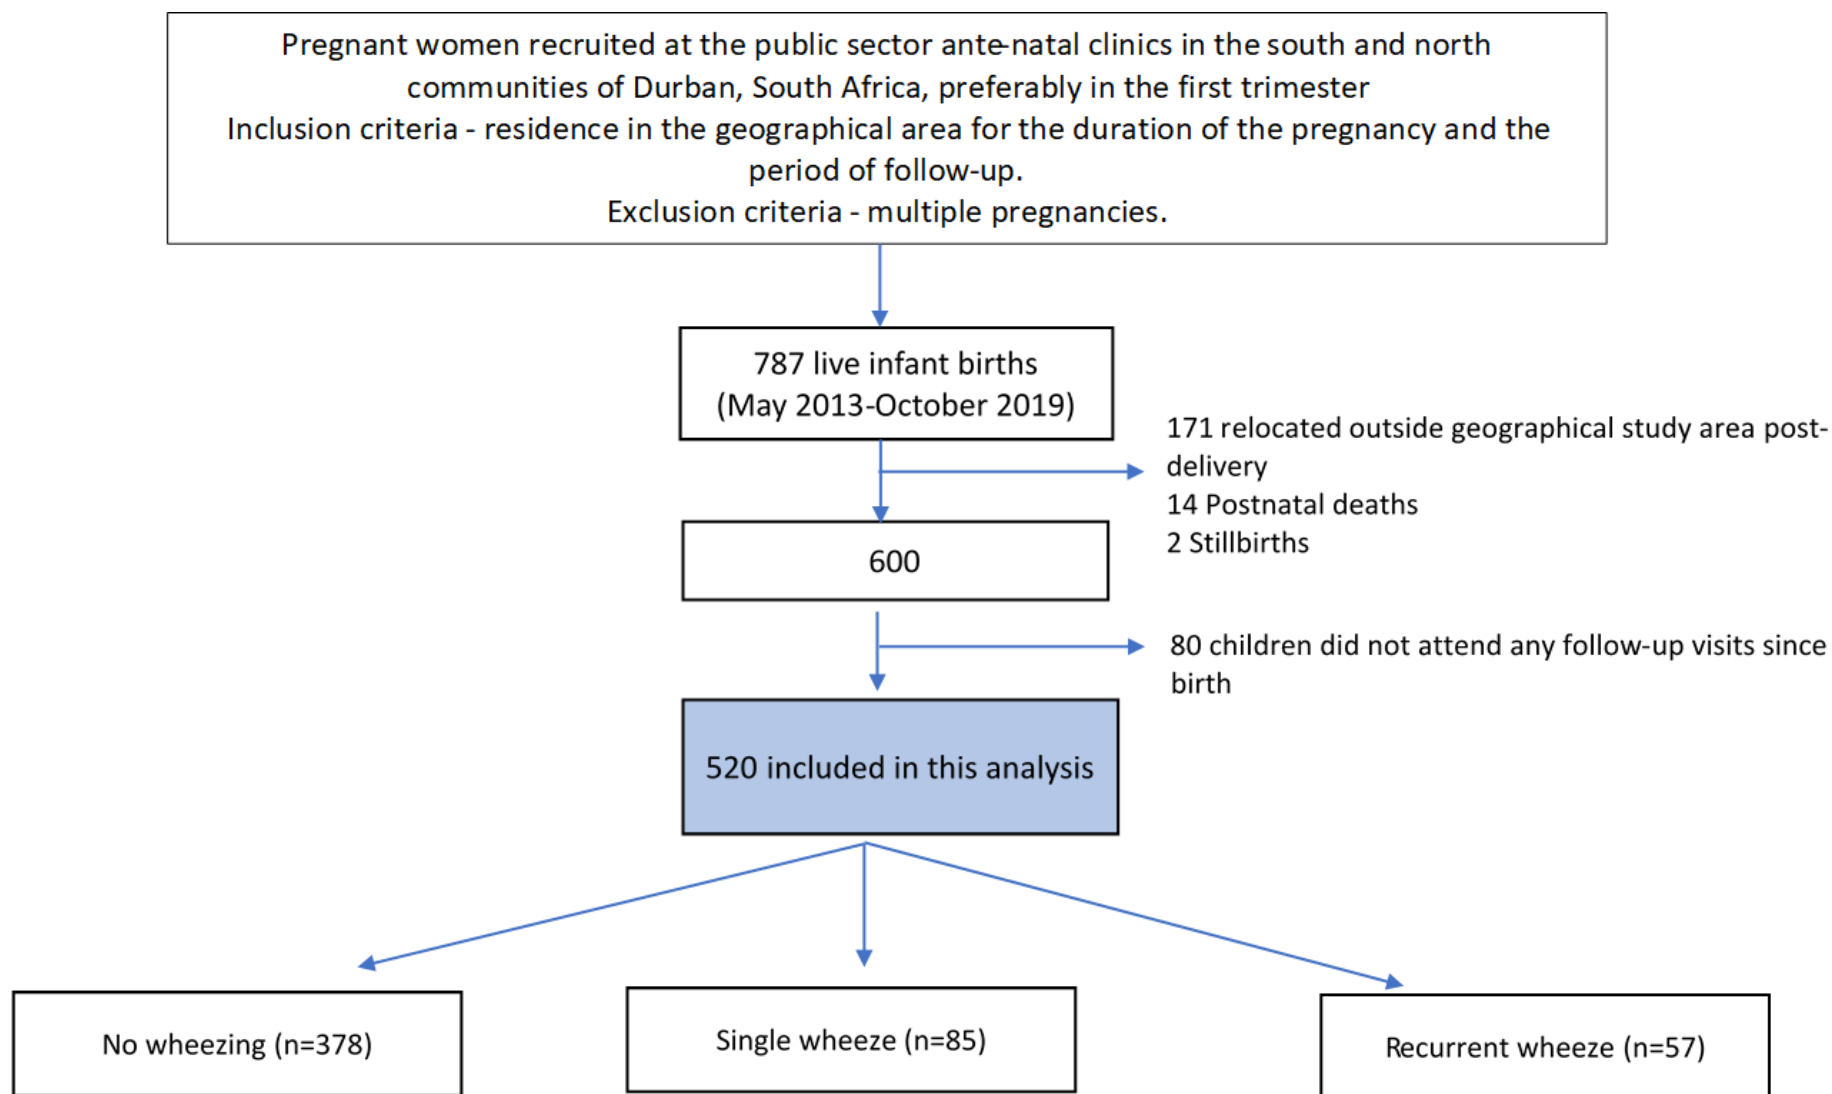 Pregnant women recruited at the public sector ante-natal clinics in the south and north
communities of Durban, South Africa, preferably in the first trimester
Inclusion criteria - residence in the geographical area for the duration of the pregnancy and the
period of follow-up.
Exclusion criteria - multiple pregnancies.
787 live infant births
(May 2013-October 2019)
171 relocated outside geographical study area post-
delivery
14 Postnatal deaths
2 Stillbirths
600
80 children did not attend any follow-up visits since
birth
520 included in this analysis
No wheezing (n=378)
Single wheeze (n=85)
Recurrent wheeze (n=57)